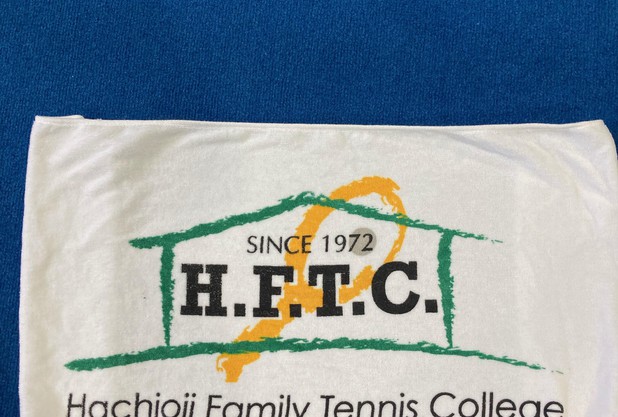 SINCE 1972
H.F.T.C.
Hachioji Family Tennis College